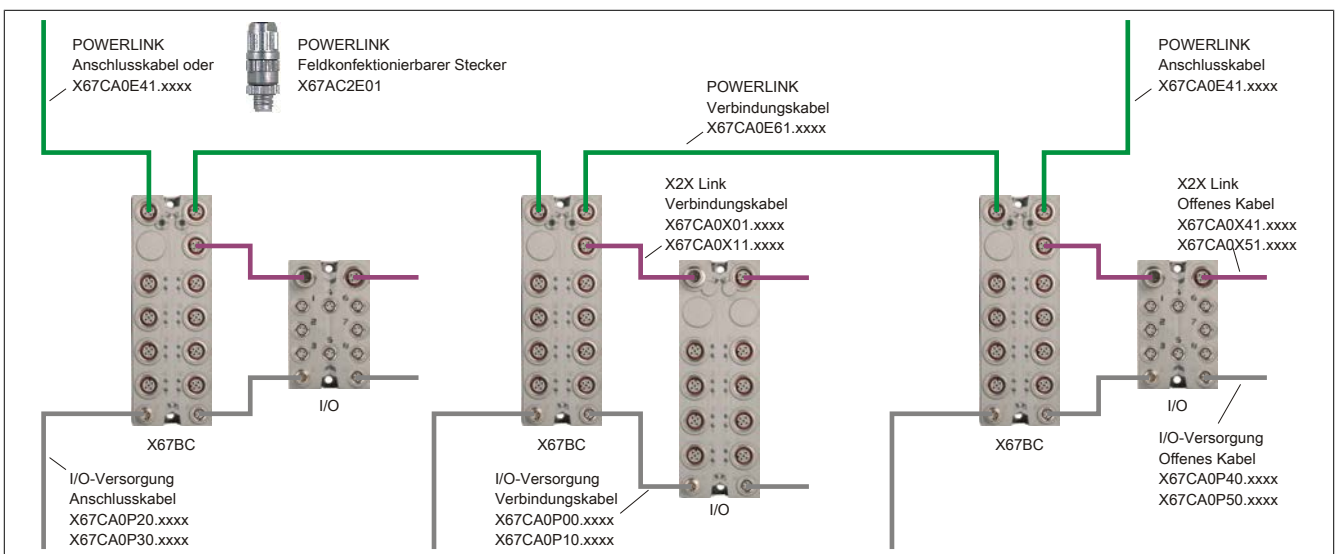 POWERLINK
Anschlusskabel oder
X67CA0E41.xxxx
POWERLINK
Feldkonfektionierbarer Stecker
X67AC2E01
POWERLINK
Verbindungskabel
X67CA0E61.xxxx
POWERLINK
Anschlusskabel
X67CA0E41.xxxx
X2X Link
Verbindungskabel
X67CA0X01.xxxx
X67CA0X11.xxxx
X2X Link
Offenes Kabel
X67CA0X41.xxxx
X67CA0X51.xxxx
I/O
X67BC
I/O-Versorgung
Anschlusskabel
X67CA0P20.xxxx
X67CA0P30.xxxx
X67BC
I/O-Versorgung
Verbindungskabel
X67CA0P00.xxxx
X67CA0P10.xxxx
I/O
I/O
X67BC
I/O-Versorgung
Offenes Kabel
X67CA0P40.xxxx
X67CA0P50.xxxx